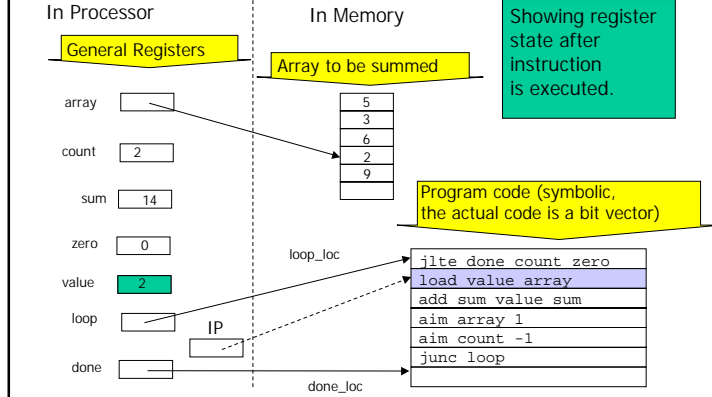 In Processor
In Memory
Showing register
state after
instruction
is executed.
General Registers
Array to be summed
array
count
2
sum
14
zero
0
value
2
loop
IP
done
5
3
6
2
9
Program code (symbolic,
the actual code is a bit vector)
loop_loc
jlte done count zero
load value array
add sum value sum
aim array 1
aim count -1
junc loop
done_loc